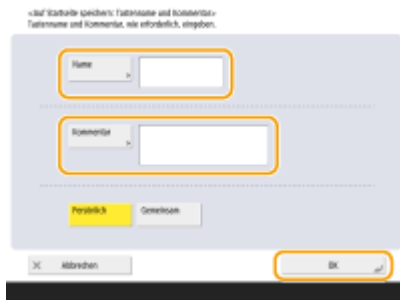 <Auf Startseite speichern: Tastenname und Kommentar>
Tastenname und Kommentar, wie erforderlich, eingeben.
Name
Kommentar
Persönlich
Gemeinsam
Abbrechen
OK